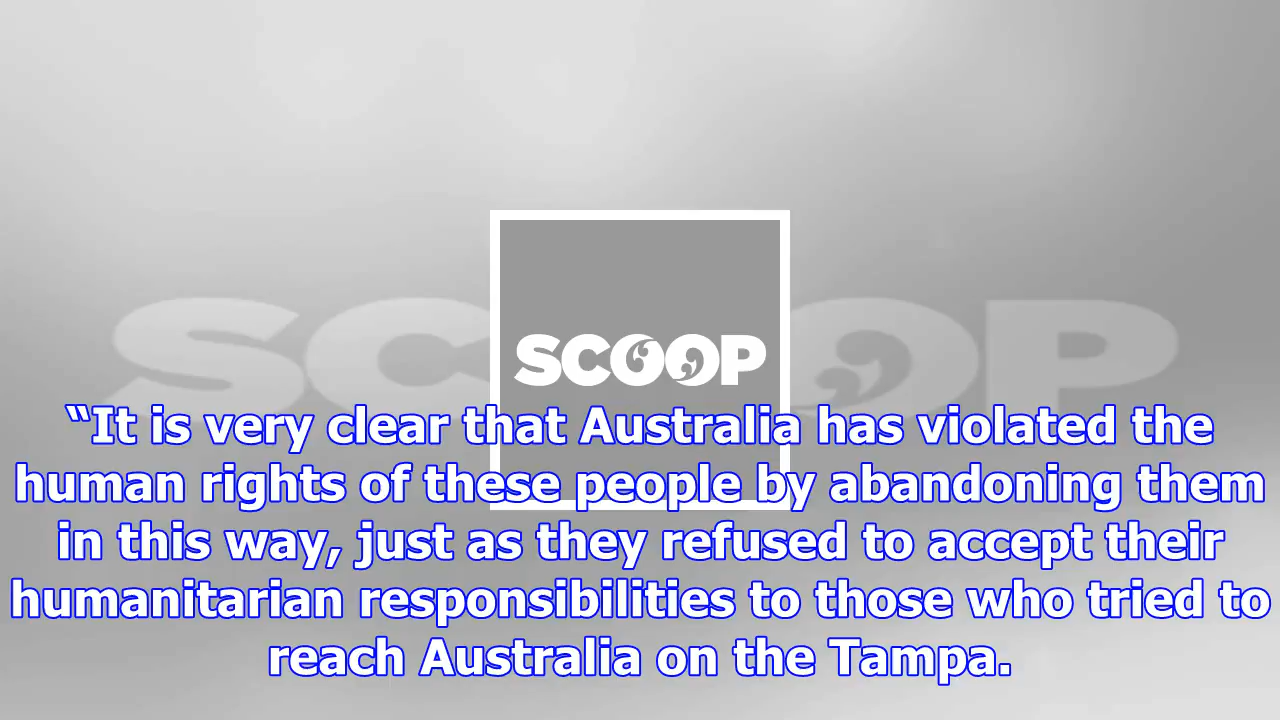 SCOOP
SCOOP
“It is very clear that Australia has violated the
human rights of these people by abandoning them
in this way, just as they refused to accept their
humanitarian responsibilities to those who tried to
reach Australia on the Tampa.